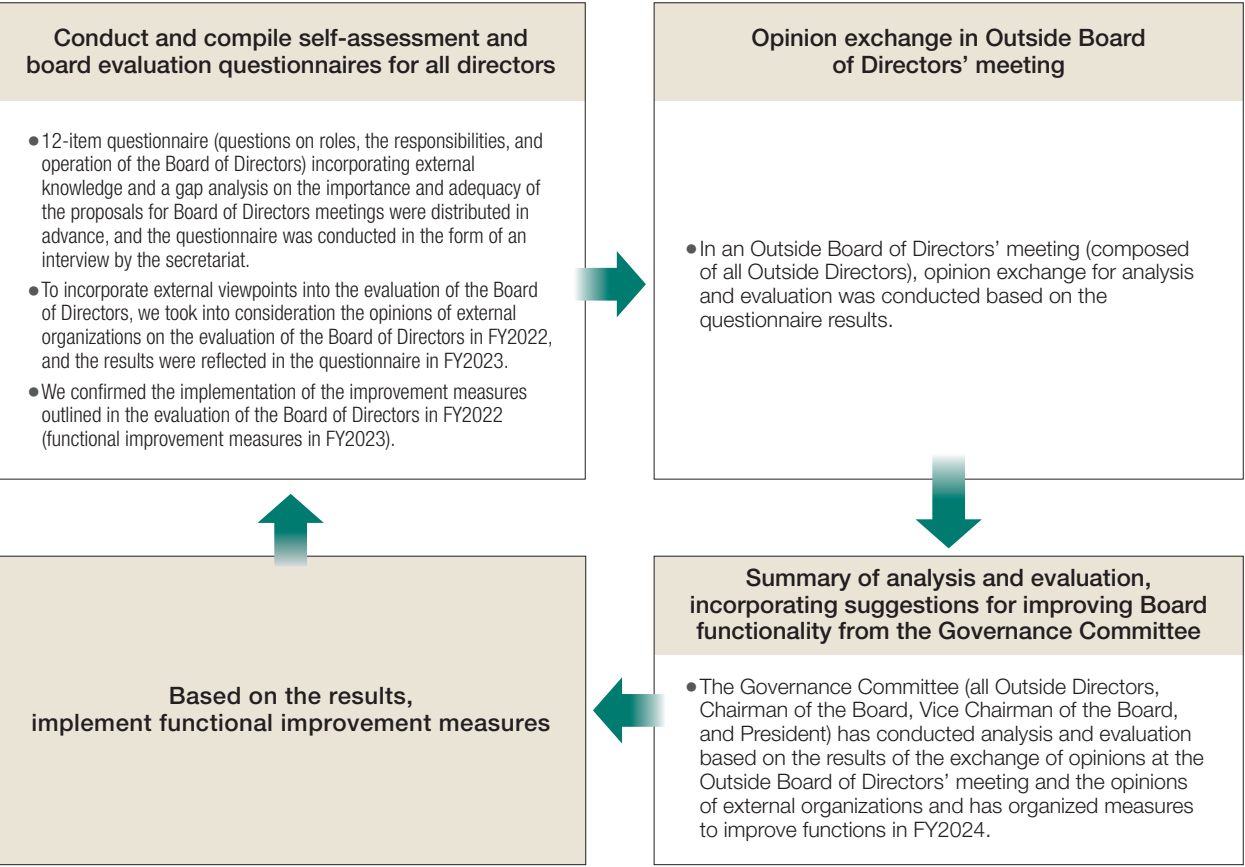 Conduct and compile self-assessment and
board evaluation questionnaires for all directors
●12-item questionnaire (questions on roles, the responsibilities, and
operation of the Board of Directors) incorporating external
knowledge and a gap analysis on the importance and adequacy of
the proposals for Board of Directors meetings were distributed in
advance, and the questionnaire was conducted in the form of an
interview by the secretariat.
●To incorporate external viewpoints into the evaluation of the Board
of Directors, we took into consideration the opinions of external
organizations on the evaluation of the Board of Directors in FY2022,
and the results were reflected in the questionnaire in FY2023.
●We confirmed the implementation of the improvement measures
outlined in the evaluation of the Board of Directors in FY2022
(functional improvement measures in FY2023).
Opinion exchange in Outside Board
of Directors’ meeting
●In an Outside Board of Directors’ meeting (composed
of all Outside Directors), opinion exchange for analysis
and evaluation was conducted based on the
questionnaire results.
Summary of analysis and evaluation,
incorporating suggestions for improving Board
functionality from the Governance Committee
●The Governance Committee (all Outside Directors,
Chairman of the Board, Vice Chairman of the Board,
and President) has conducted analysis and evaluation
based on the results of the exchange of opinions at the
Outside Board of Directors’ meeting and the opinions
of external organizations and has organized measures
to improve functions in FY2024.
Based on the results,
implement functional improvement measures